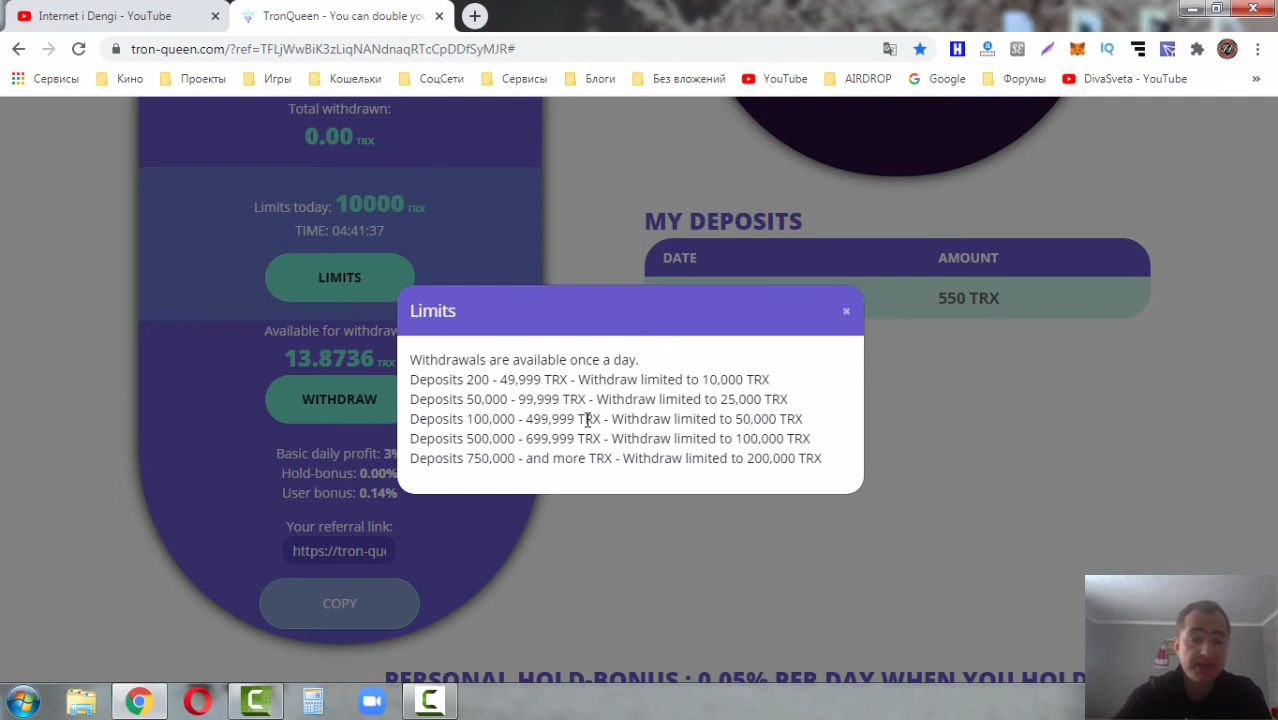 Internet i Dengi - YouTube
TronQueen - You can double you
tron-queen.com/?ref=TFLjWwBiK3zLiqNANdnaqRTcCpDDfSyMJR#
Сервисы Кино Проекты Игры Кошельки СоцСети Сервисы Блоги Без вложений YouTube AIRDROP Google Форумы DivaSveta - YouTube »
Total withdrawn:
0.00 TRX
Limits today: 10000 TRX
TIME: 04:41:37
LIMITS
Available for withdraw
13.8736 TRX
WITHDRAW
Basic daily profit: 3%
Hold-bonus: 0.00%
User bonus: 0.14%
Your referral link:
https://tron-que
COPY
MY DEPOSITS
DATE AMOUNT
550 TRX
Limits
Withdrawals are available once a day.
Deposits 200 - 49,999 TRX - Withdraw limited to 10,000 TRX
Deposits 50,000 - 99,999 TRX - Withdraw limited to 25,000 TRX
Deposits 100,000 - 499,999 TRX - Withdraw limited to 50,000 TRX
Deposits 500,000 - 699,999 TRX - Withdraw limited to 100,000 TRX
Deposits 750,000 - and more TRX - Withdraw limited to 200,000 TRX
PERSONAL HOLD-BONUS : 0.05% PER DAY WHEN YOU HOLD